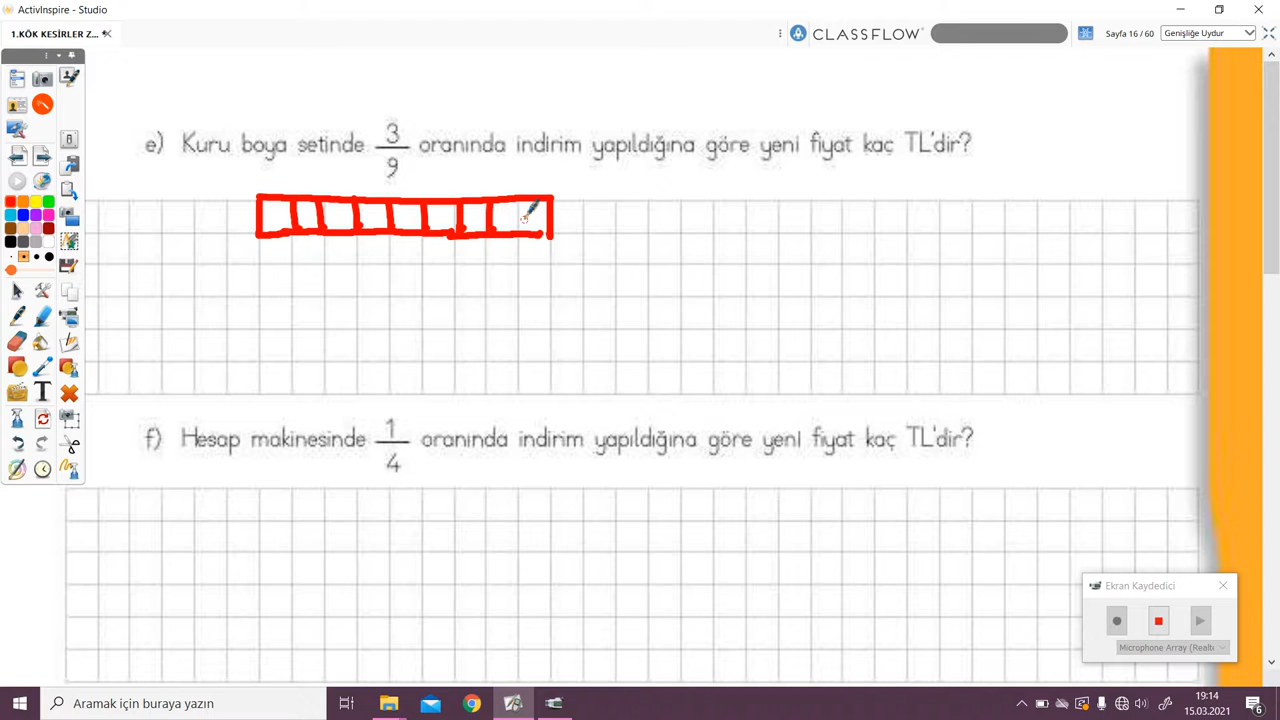 ActivInspire - Studio
1.KÖK KESİRLER Z...
CLASSFLOW
Sayfa 16 / 60
Genişliğe Uydur
e) Kuru boya setinde 3/9 oranında indirim yapıldığına göre yeni fiyat kaç TL'dir?
f) Hesap makinesinde 1/4 oranında indirim yapıldığına göre yeni fiyat kaç TL'dir?
Ekran Kaydedici
Microphone Array (Realte
Aramak için buraya yazın
19:14
15.03.2021
6